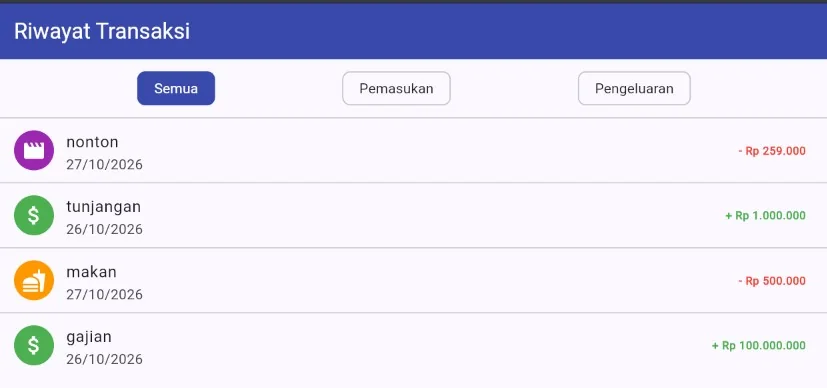 Riwayat Transaksi
Semua Pemasukan Pengeluaran
nonton
27/10/2026
- Rp 259.000
tunjangan
26/10/2026
+ Rp 1.000.000
makan
27/10/2026
- Rp 500.000
gajian
26/10/2026
+ Rp 100.000.000